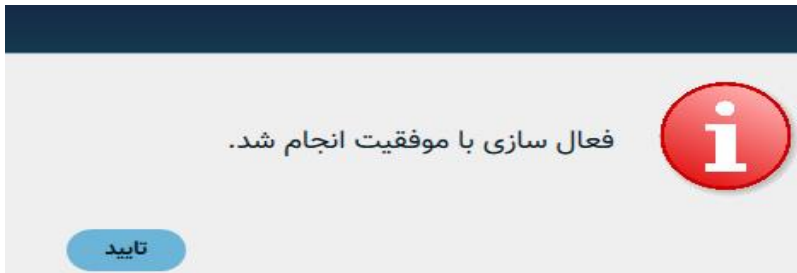 فعال سازی با موفقیت انجام شد.
تایید